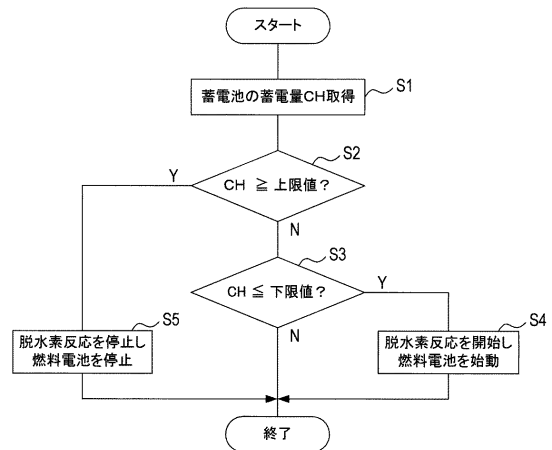 スタート
蓄電池の蓄電量CH取得
S1
S2
Y
CH ≧ 上限値？
N
S3
CH ≦ 下限値？
Y
N
S5
脱水素反応を停止し
燃料電池を停止
S4
脱水素反応を開始し
燃料電池を始動
終了